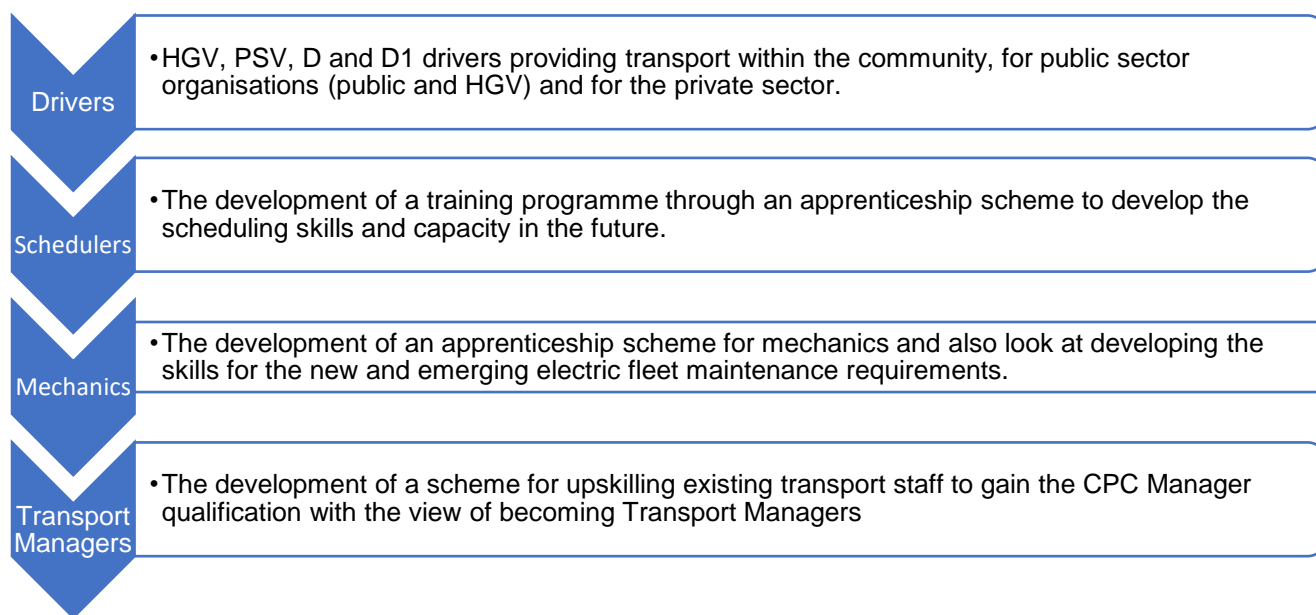 Drivers
•HGV, PSV, D and D1 drivers providing transport within the community, for public sector
organisations (public and HGV) and for the private sector.
Schedulers
•The development of a training programme through an apprenticeship scheme to develop the
scheduling skills and capacity in the future.
Mechanics
•The development of an apprenticeship scheme for mechanics and also look at developing the
skills for the new and emerging electric fleet maintenance requirements.
Transport
Managers
•The development of a scheme for upskilling existing transport staff to gain the CPC Manager
qualification with the view of becoming Transport Managers